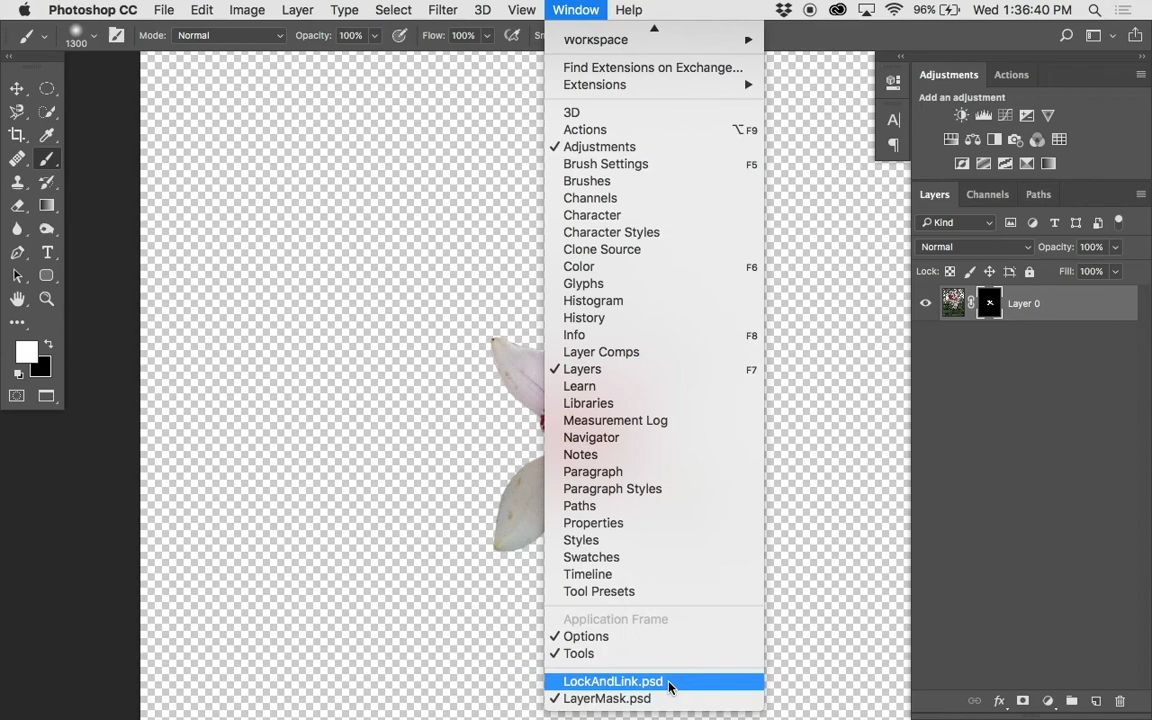 Photoshop CC File Edit Image Layer Type Select Filter 3D View Window Help 96% Wed 1:36:40 PM
1300 Mode: Normal Opacity: 100% Flow: 100%
workspace
Find Extensions on Exchange...
Extensions
3D
Actions ⌥F9
✓ Adjustments
Brush Settings F5
Brushes
Channels
Character
Character Styles
Clone Source
Color F6
Glyphs
Histogram
History
Info F8
Layer Comps
✓ Layers F7
Learn
Libraries
Measurement Log
Navigator
Notes
Paragraph
Paragraph Styles
Paths
Properties
Styles
Swatches
Timeline
Tool Presets
Application Frame
✓ Options
✓ Tools
LockAndLink.psd
✓ LayerMask.psd
Adjustments Actions
Add an adjustment
Layers Channels Paths
Kind
Normal Opacity: 100%
Lock: Fill: 100%
Layer 0
fx